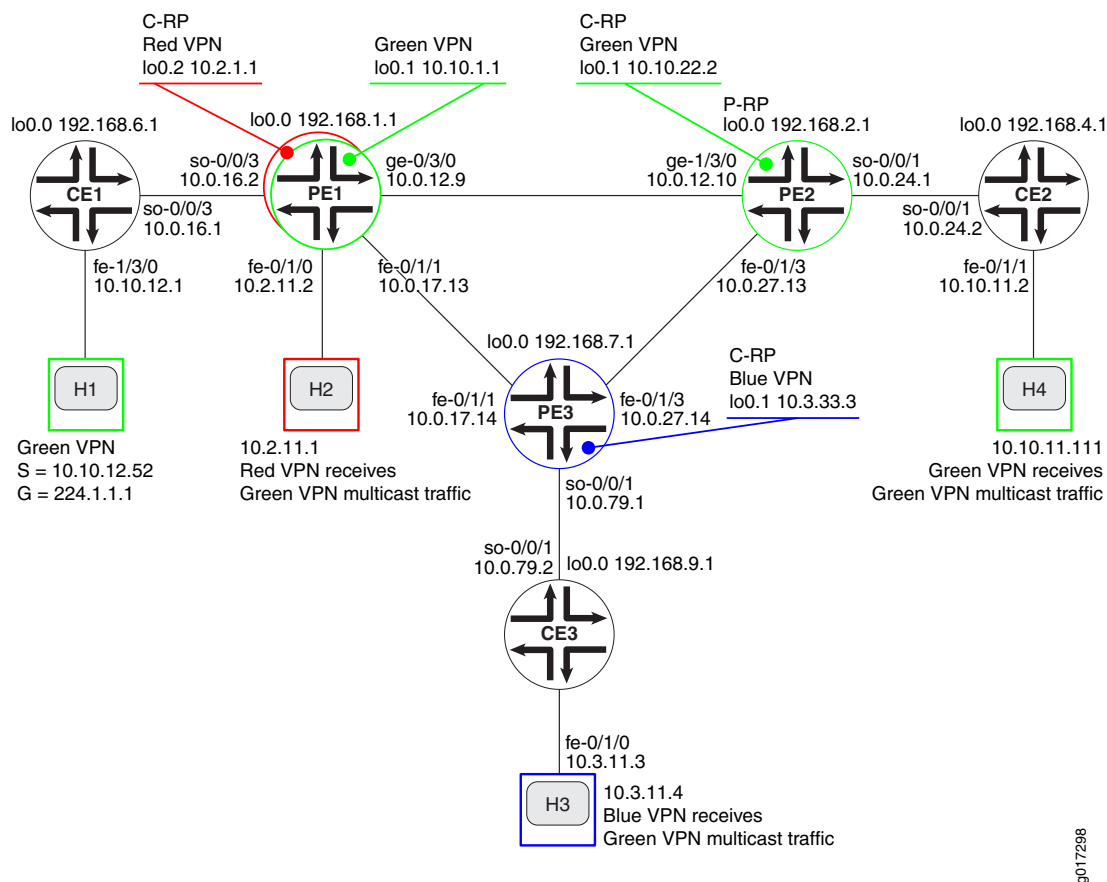 C-RP
Red VPN
lo0.2 10.2.1.1
Green VPN
lo0.1 10.10.1.1
C-RP
Green VPN
lo0.1 10.10.22.2
P-RP
lo0.0 192.168.6.1
lo0.0 192.168.1.1
lo0.0 192.168.2.1
lo0.0 192.168.4.1
CE1
so-0/0/3
10.0.16.2
so-0/0/3
10.0.16.1
PE1
ge-0/3/0
10.0.12.9
ge-1/3/0
10.0.12.10
PE2
so-0/0/1
10.0.24.1
so-0/0/1
10.0.24.2
CE2
fe-1/3/0
10.10.12.1
fe-0/1/0
10.2.11.2
fe-0/1/1
10.0.17.13
fe-0/1/3
10.0.27.13
fe-0/1/1
10.10.11.2
lo0.0 192.168.7.1
C-RP
Blue VPN
lo0.1 10.3.33.3
H1
Green VPN
S = 10.10.12.52
G = 224.1.1.1
H2
10.2.11.1
Red VPN receives
Green VPN multicast traffic
fe-0/1/1
10.0.17.14
PE3
fe-0/1/3
10.0.27.14
H4
10.10.11.111
Green VPN receives
Green VPN multicast traffic
so-0/0/1
10.0.79.1
so-0/0/1
10.0.79.2
lo0.0 192.168.9.1
CE3
fe-0/1/0
10.3.11.3
H3
10.3.11.4
Blue VPN receives
Green VPN multicast traffic
g017298